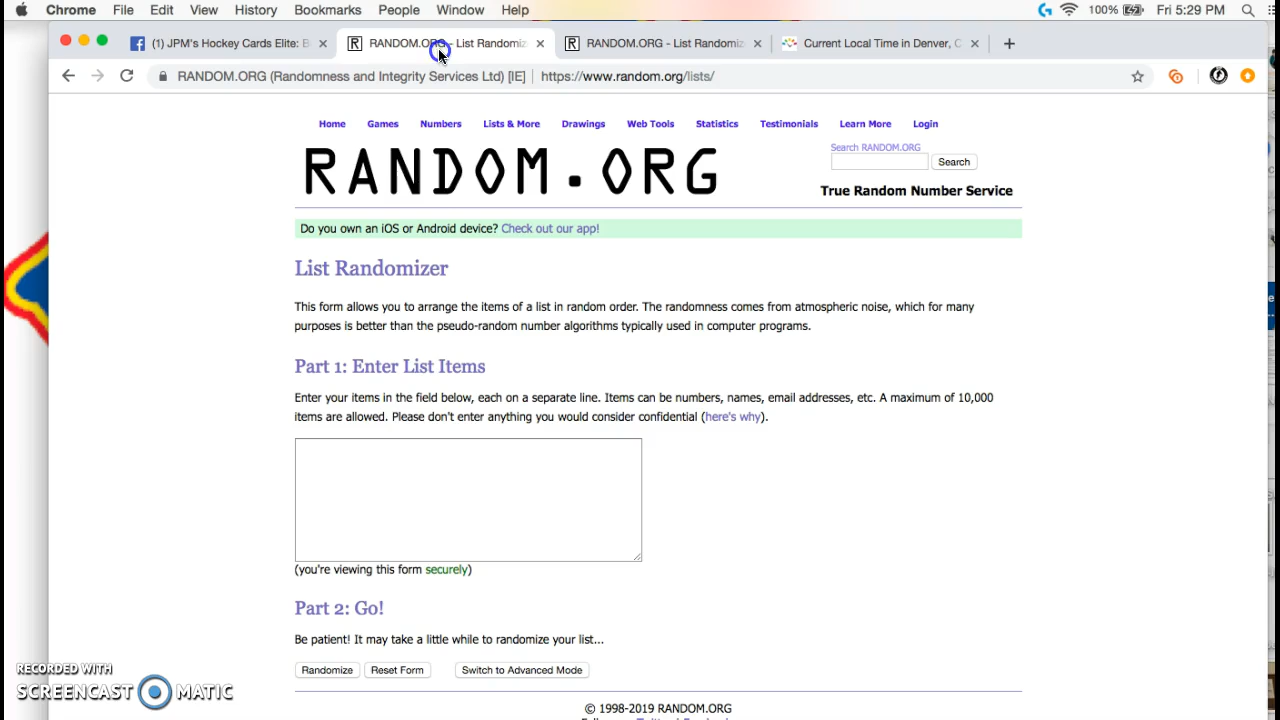 Chrome File Edit View History Bookmarks People Window Help 100% Fri 5:29 PM
(1) JPM's Hockey Cards Elite: B RANDOM.ORG - List Randomiz RANDOM.ORG - List Randomiz Current Local Time in Denver, C
RANDOM.ORG (Randomness and Integrity Services Ltd) [IE] https://www.random.org/lists/
Home Games Numbers Lists & More Drawings Web Tools Statistics Testimonials Learn More Login
RANDOM.ORG
Search RANDOM.ORG
Search
True Random Number Service
Do you own an iOS or Android device? Check out our app!
List Randomizer
This form allows you to arrange the items of a list in random order. The randomness comes from atmospheric noise, which for many
purposes is better than the pseudo-random number algorithms typically used in computer programs.
Part 1: Enter List Items
Enter your items in the field below, each on a separate line. Items can be numbers, names, email addresses, etc. A maximum of 10,000
items are allowed. Please don't enter anything you would consider confidential (here's why).
(you're viewing this form securely)
Part 2: Go!
Be patient! It may take a little while to randomize your list...
Randomize Reset Form Switch to Advanced Mode
© 1998-2019 RANDOM.ORG
RECORDED WITH
SCREENCAST MATIC